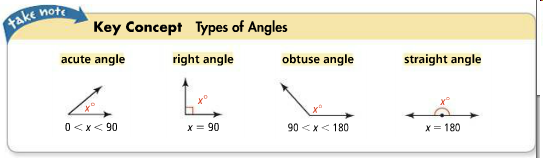 take note
Key Concept Types of Angles
acute angle right angle obtuse angle straight angle
x° x° x° x°
0 < x < 90 x = 90 90 < x < 180 x = 180